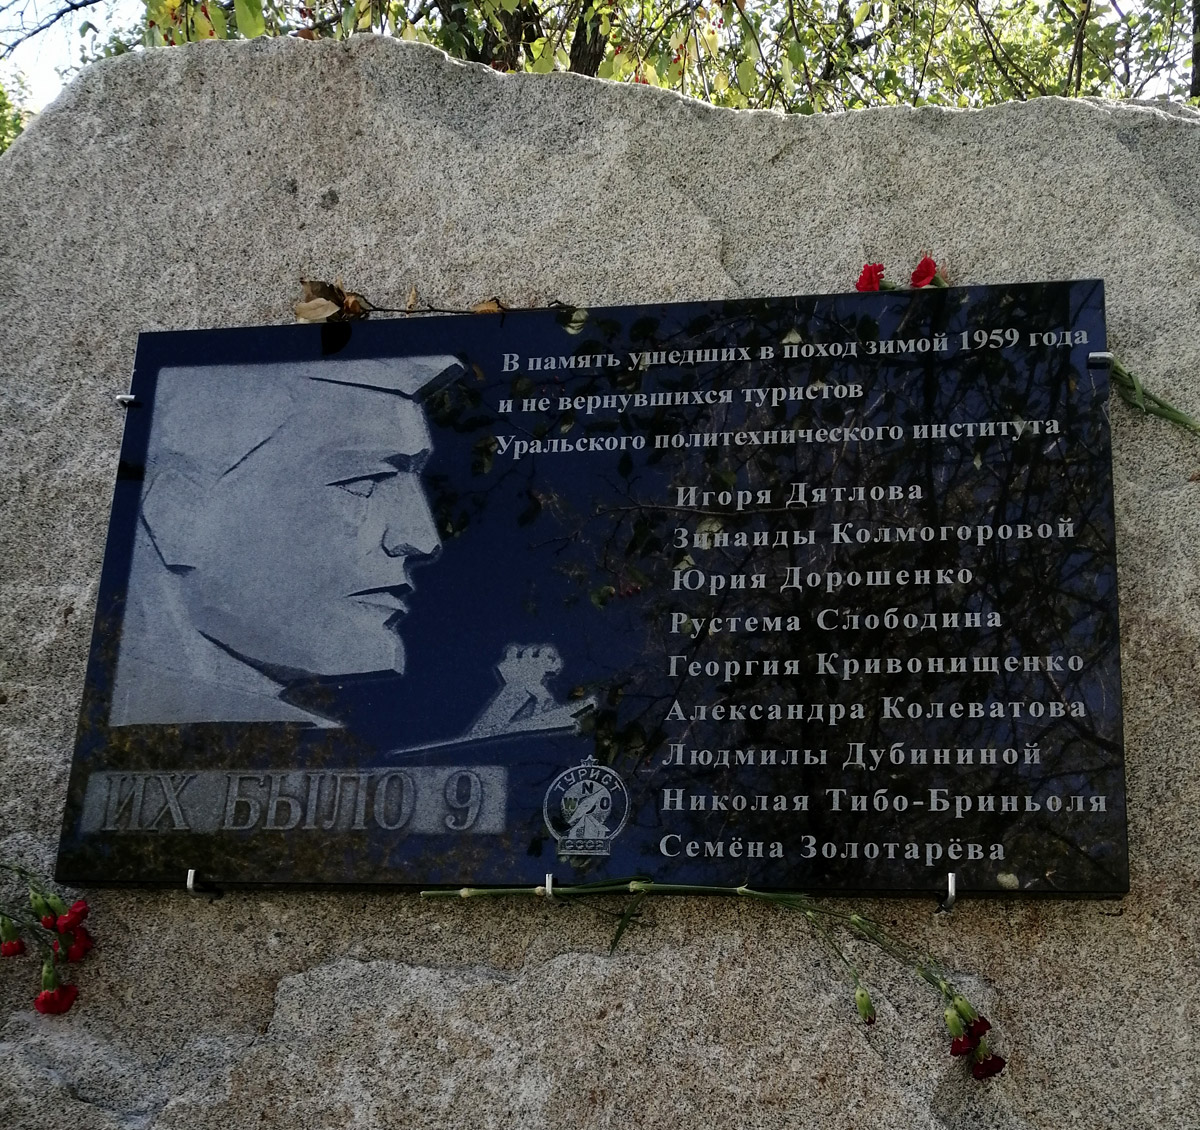 В память ушедших в поход зимой 1959 года
и не вернувшихся туристов
Уральского политехнического института
Игоря Дятлова
Зинаиды Колмогоровой
Юрия Дорошенко
Рустема Слободина
Георгия Кривонищенко
Александра Колеватова
Людмилы Дубининой
Николая Тибо-Бриньоля
Семёна Золотарёва
ИХ БЫЛО 9
ТУРИСТ
N
W O
СССР